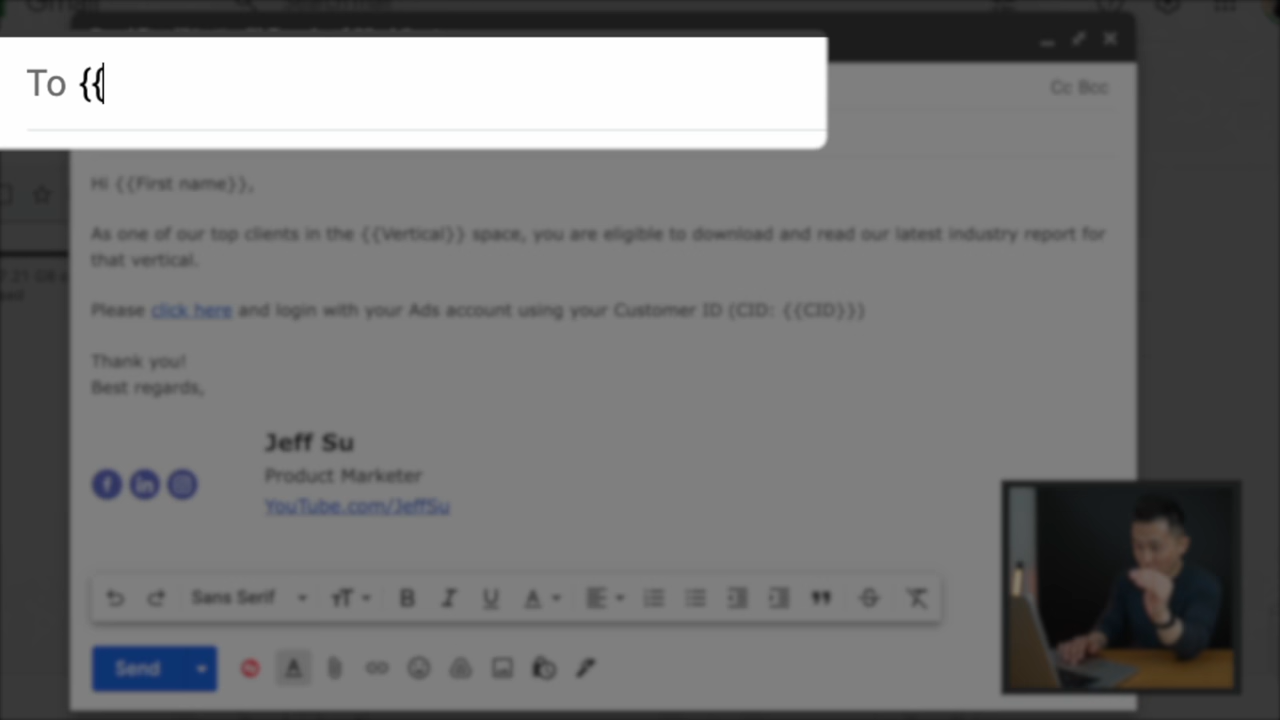 Gmail
Search mail
To {{
Cc Bcc
Hi {{First name}},
As one of our top clients in the {{Vertical}} space, you are eligible to download and read our latest industry report for
that vertical.
Please click here and login with your Ads account using your Customer ID (CID: {{CID}})
Thank you!
Best regards,
Jeff Su
Product Marketer
YouTube.com/JeffSu
Sans Serif
Send